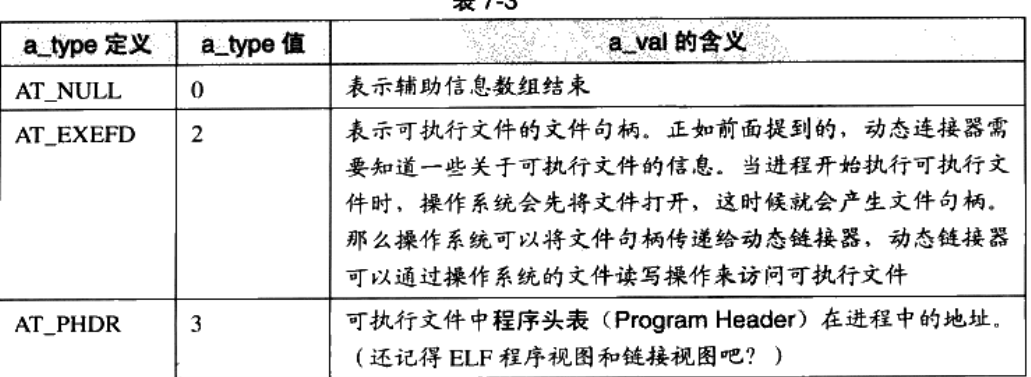 表 7-3
a_type 定义 a_type 值 a_val 的含义
AT_NULL 0 表示辅助信息数组结束
AT_EXEFD 2 表示可执行文件的文件句柄。正如前面提到的，动态连接器需
要知道一些关于可执行文件的信息。当进程开始执行可执行文
件时，操作系统会先将文件打开，这时候就会产生文件句柄。
那么操作系统可以将文件句柄传递给动态链接器，动态链接器
可以通过操作系统的文件读写操作来访问可执行文件
AT_PHDR 3 可执行文件中程序头表（Program Header）在进程中的地址。
（还记得 ELF 程序视图和链接视图吧？）